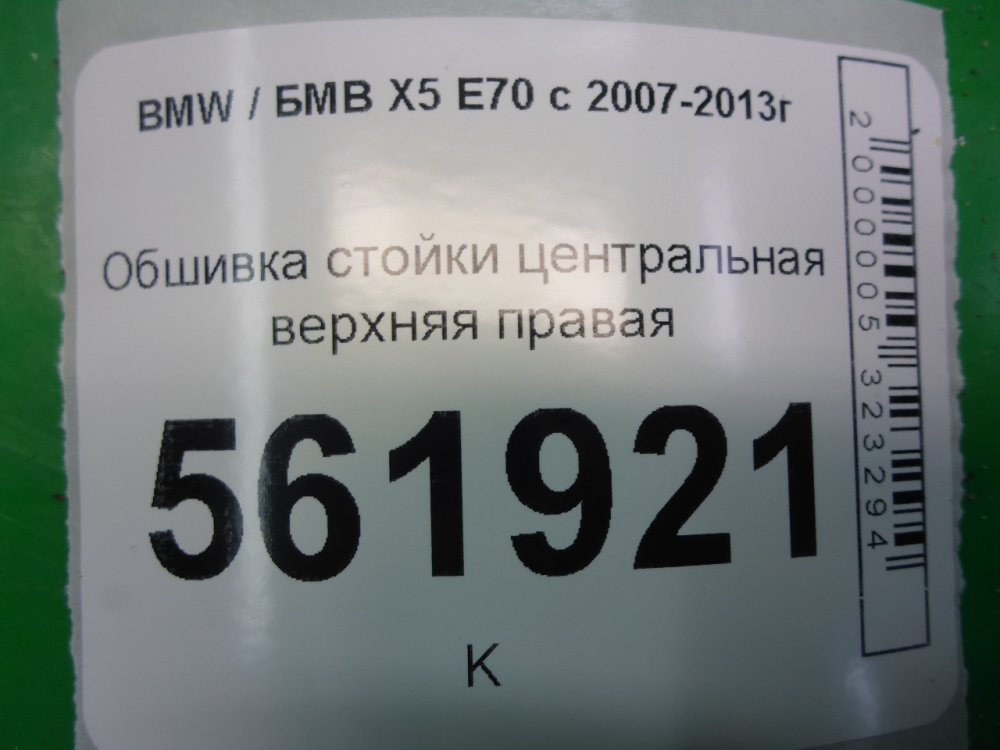 BMW / БМВ X5 E70 с 2007-2013г
Обшивка стойки центральная
верхняя правая
561921
К
2000005323294